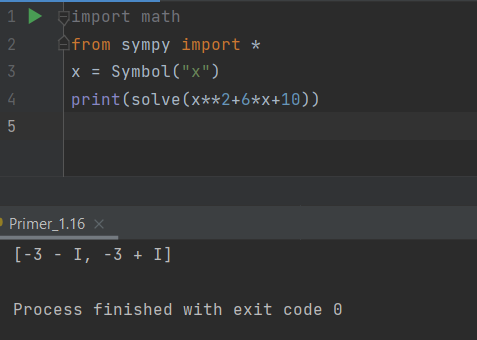 1 import math
2 from sympy import *
3 x = Symbol("x")
4 print(solve(x**2+6*x+10))
5
Primer_1.16 ×
[-3 - I, -3 + I]
Process finished with exit code 0